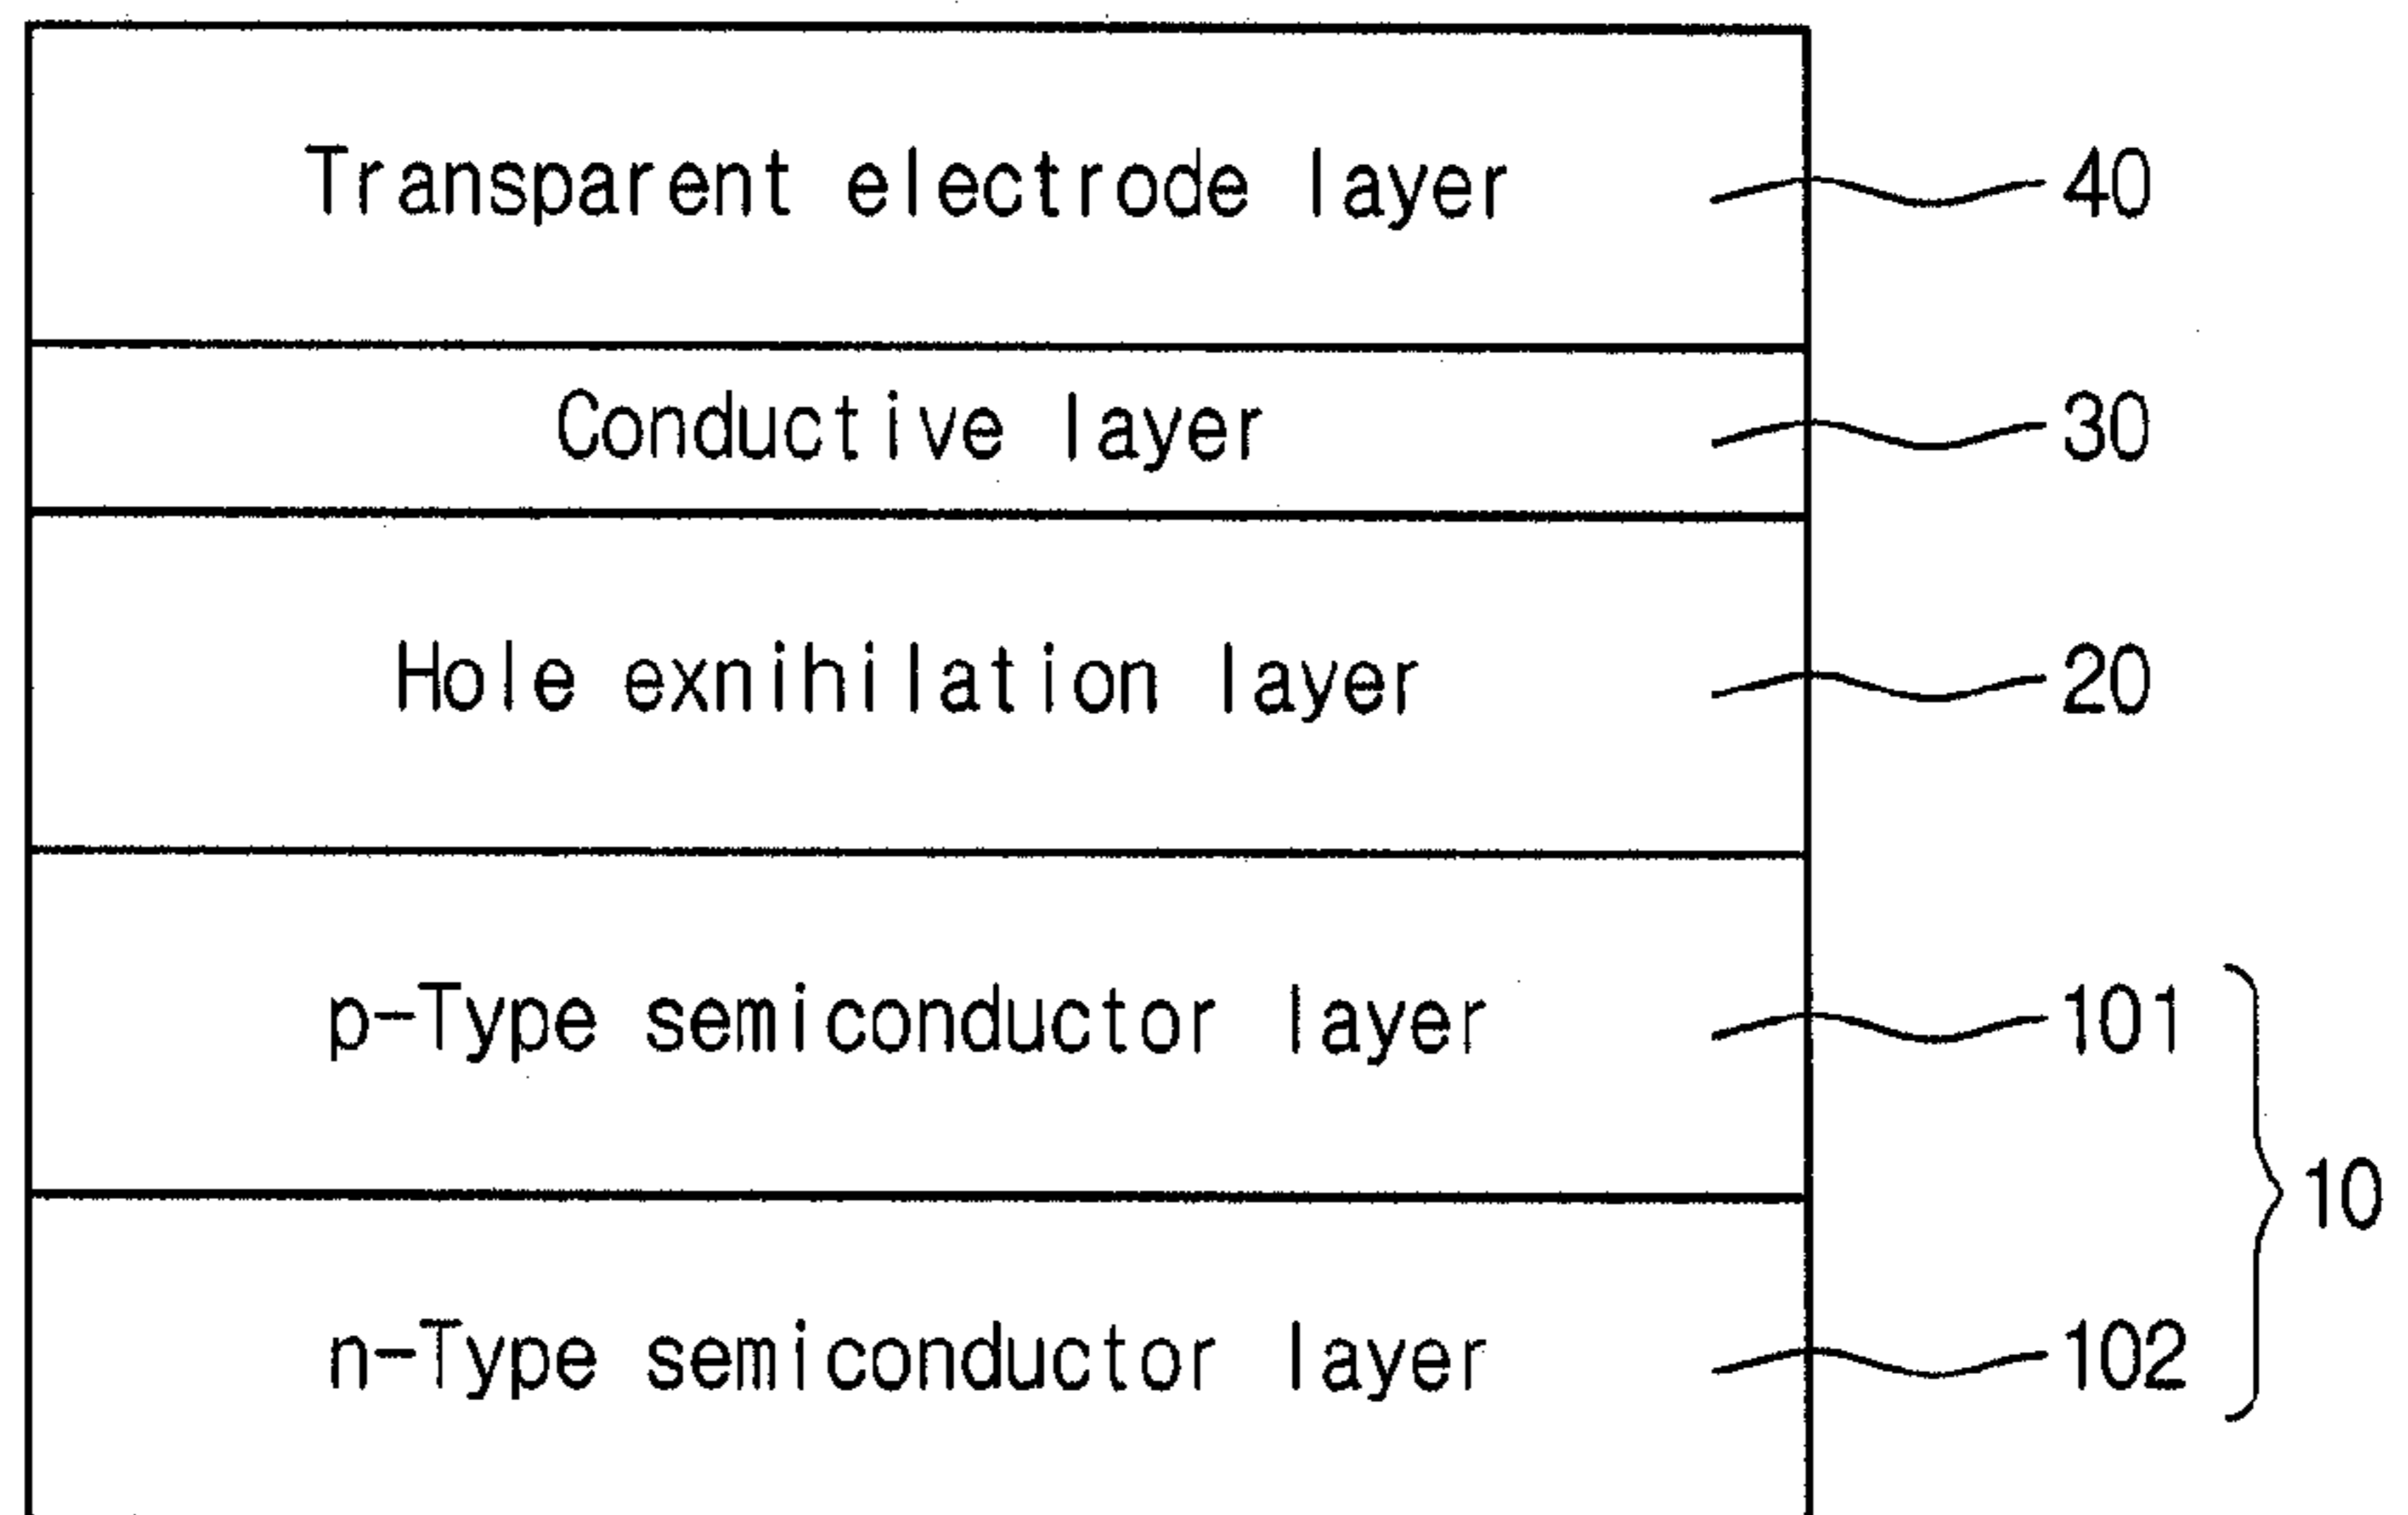 Transparent electrode layer 40
Conductive layer 30
Hole exnihilation layer 20
p-Type semiconductor layer 101
10
n-Type semiconductor layer 102